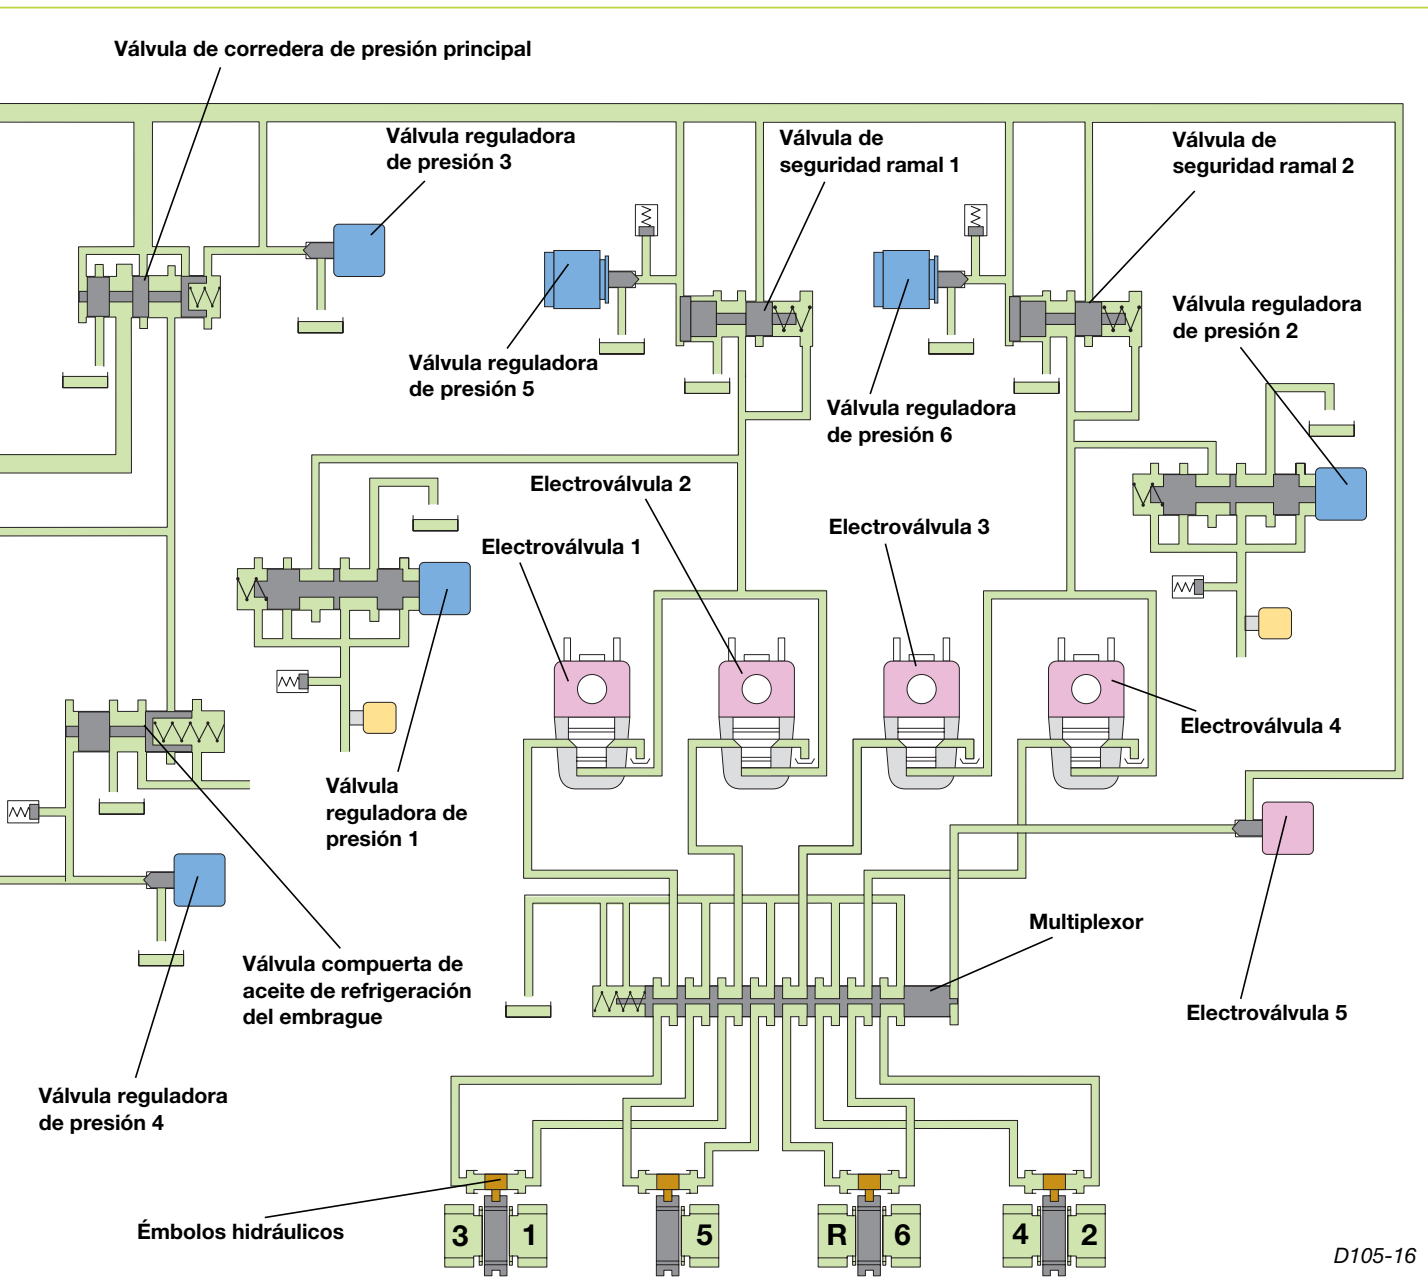 Válvula de corredera de presión principal
Válvula reguladora
de presión 3
Válvula de
seguridad ramal 1
Válvula de
seguridad ramal 2
Válvula reguladora
de presión 5
Válvula reguladora
de presión 6
Válvula reguladora
de presión 2
Electroválvula 2
Electroválvula 1
Electroválvula 3
Electroválvula 4
Válvula
reguladora de
presión 1
Multiplexor
Válvula compuerta de
aceite de refrigeración
del embrague
Electroválvula 5
Válvula reguladora
de presión 4
Émbolos hidráulicos
3 1 5 R 6 4 2
D105-16